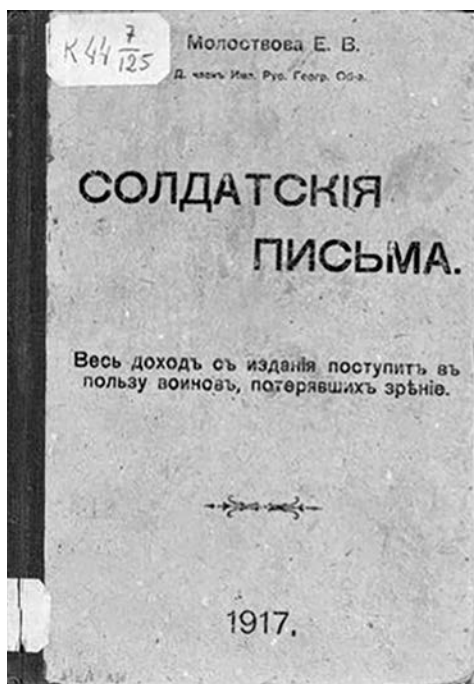 К 44 7/125
Молоствова Е. В.
Д. членъ Имп. Рус. Геогр. Об-а.
СОЛДАТСКІЯ
ПИСЬМА.
Весь доходъ съ изданія поступитъ въ
пользу воиновъ, потерявшихъ зрѣніе.
1917.